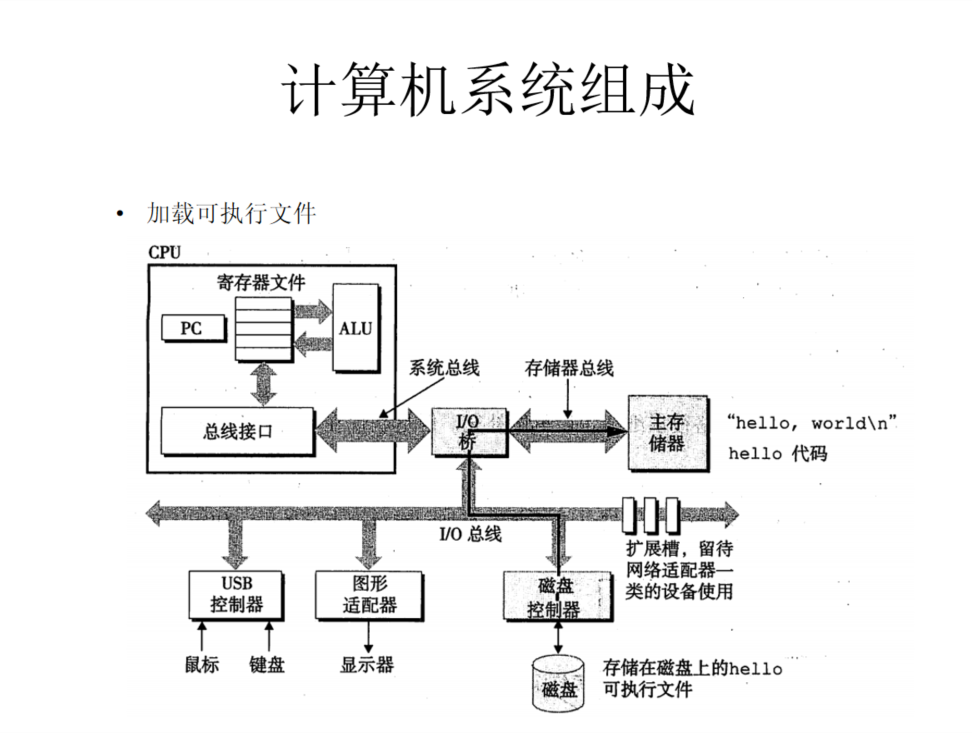 计算机系统组成
• 加载可执行文件
CPU
寄存器文件
PC
ALU
系统总线
存储器总线
总线接口
I/O
桥
主存
储器
“hello, world\n”
hello 代码
I/O 总线
扩展槽，留待
网络适配器一
类的设备使用
USB
控制器
图形
适配器
磁盘
控制器
鼠标
键盘
显示器
磁盘
存储在磁盘上的hello
可执行文件